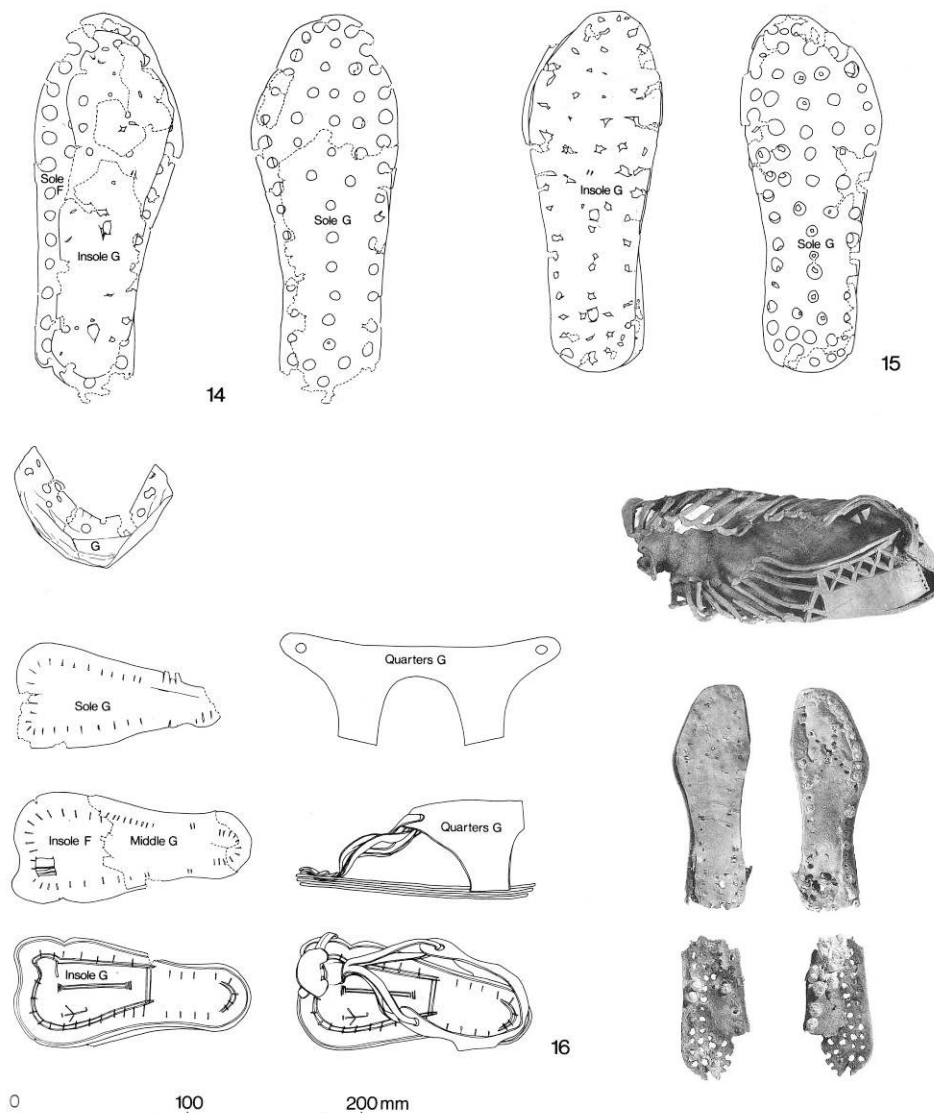 Sole
F
Insole G
Sole G
14
Insole G
Sole G
15
G
Sole G
Quarters G
Insole F
Middle G
Quarters G
Insole G
16
0
100
200 mm